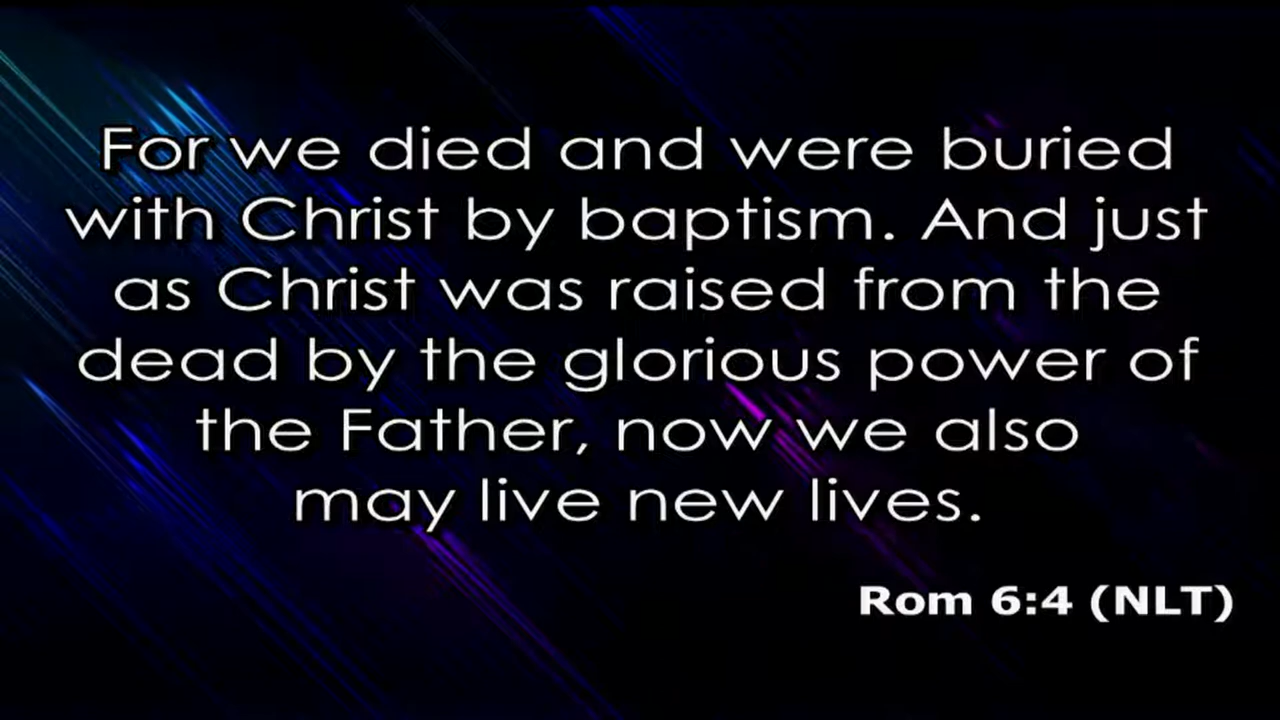 For we died and were buried
with Christ by baptism. And just
as Christ was raised from the
dead by the glorious power of
the Father, now we also
may live new lives.
Rom 6:4 (NLT)